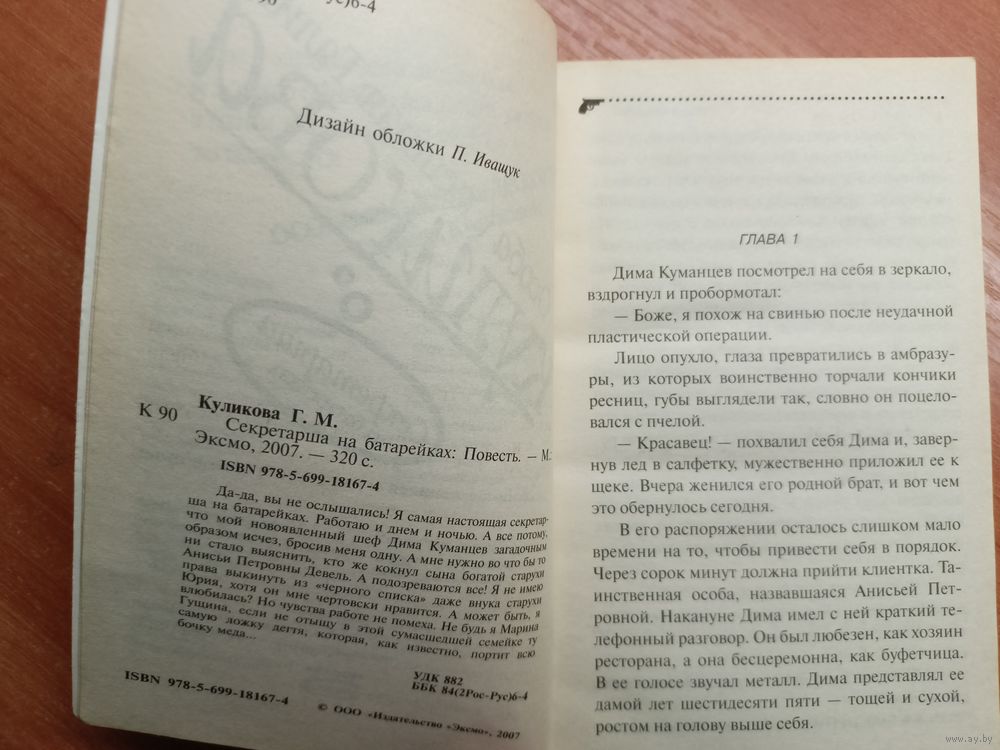 90
Рус)6-4
Дизайн обложки П. Иващук
Куликова Г. М.
К 90
Секретарша на батарейках: Повесть. — М.:
Эксмо, 2007. — 320 с.
ISBN 978-5-699-18167-4
Да-да, вы не ослышались! Я самая настоящая секретар-
ша на батарейках. Работаю и днем и ночью. А все потому,
что мой новоявленный шеф Дима Куманцев загадочным
образом исчез, бросив меня одну. А мне нужно во что бы то
ни стало выяснить, кто же кокнул сына богатой старухи
Анисьи Петровны Девель. А подозреваются все! Я не имею
права выкинуть из «черного списка» даже внука старухи
Юрия, хотя он мне чертовски нравится. А может быть, я
влюбилась? Но чувства работе не помеха. Не будь я Марина
Гущина, если не отыщу в этой сумасшедшей семейке ту
самую ложку дегтя, которая, как известно, портит всю
бочку меда...
УДК 882
ББК 84(2Рос-Рус)6-4
ISBN 978-5-699-18167-4
© ООО «Издательство «Эксмо», 2007
ГЛАВА 1
Дима Куманцев посмотрел на себя в зеркало,
вздрогнул и пробормотал:
— Боже, я похож на свинью после неудачной
пластической операции.
Лицо опухло, глаза превратились в амбразу-
ры, из которых воинственно торчали кончики
ресниц, губы выглядели так, словно он поцело-
вался с пчелой.
— Красавец! — похвалил себя Дима и, завер-
нув лед в салфетку, мужественно приложил ее к
щеке. Вчера женился его родной брат, и вот чем
это обернулось сегодня.
В его распоряжении осталось слишком мало
времени на то, чтобы привести себя в порядок.
Через сорок минут должна прийти клиентка. Та-
инственная особа, назвавшаяся Анисьей Пет-
ровной. Накануне Дима имел с ней краткий те-
лефонный разговор. Он был любезен, как хозяин
ресторана, а она бесцеремонна, как буфетчица.
В ее голосе звучал металл. Дима представлял ее
дамой лет шестидесяти пяти — тощей и сухой,
ростом на голову выше себя.
www.ay.by